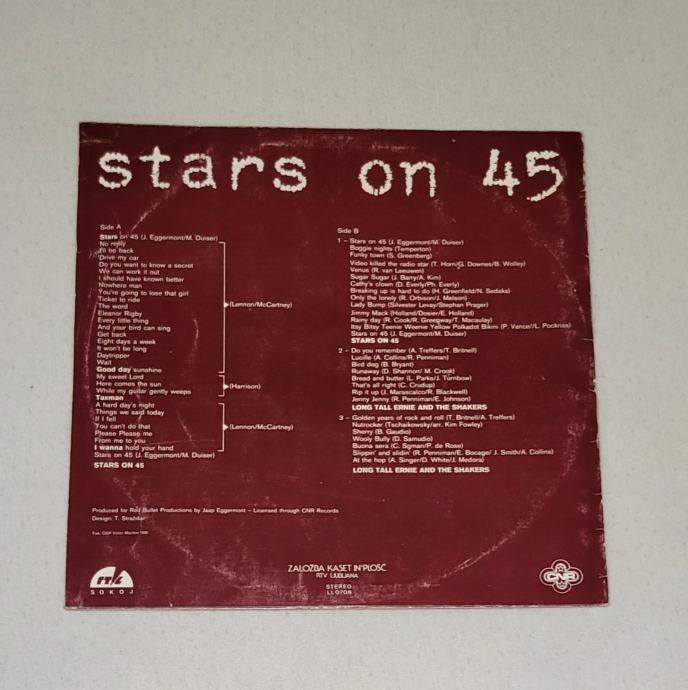 stars on 45
Side A
Stars on 45 (J. Eggermont/M. Duiser)
No reply
I'll be back
Drive my car
Do you want to know a secret
We can work it out
I should have known better
Nowhere man
You're going to lose that girl
Ticket to ride
The word
Eleanor Rigby
Every little thing
And your bird can sing
Get back
Eight days a week
It won't be long
Daytripper
Wait
Good day sunshine
(Lennon/McCartney)
My sweet Lord
Here comes the sun
While my guitar gently weeps
Taxman
(Harrison)
A hard day's night
Things we said today
If I fell
You can't do that
Please Please me
From me to you
I wanna hold your hand
(Lennon/McCartney)
Stars on 45 (J. Eggermont/M. Duiser)
STARS ON 45
Side B
1 – Stars on 45 (J. Eggermont/M. Duiser)
Boggie nights (Temperton)
Funky town (S. Greenberg)
Video killed the radio star (T. Horn/G. Downes/B. Wolley)
Venus (R. van Leeuwen)
Sugar Sugar (J. Barry/A. Kim)
Cathy's clown (D. Everly/Ph. Everly)
Breaking up is hard to do (H. Greenfield/N. Sedaka)
Only the lonely (R. Orbison/J. Melson)
Lady Bump (Silvester Levay/Stephan Prager)
Jimmy Mack (Holland/Dosier/E. Holland)
Rainy day (R. Cook/R. Greegway/T. Macaulay)
Itsy Bitsy Teenie Weenie Yellow Polkadot Bikini (P. Vance//L. Pockriss)
Stars on 45 (J. Eggermont/M. Duiser)
STARS ON 45
2 – Do you remember (A. Treffers/T. Britnell)
Lucille (A. Collins/R. Penniman)
Bird dog (B. Bryant)
Runaway (D. Shannon/ M. Crook)
Bread and butter (L. Parks/J. Turnbow)
That's all right (C. Crudup)
Rip it up (J. Marascalco/R. Blackwell)
Jenny Jenny (R. Penniman/E. Johnson)
LONG TALL ERNIE AND THE SHAKERS
3 – Golden years of rock and roll (T. Britnell/A. Treffers)
Nutrocker (Tschaikowsky/arr. Kim Fowley)
Sherry (B. Gaudio)
Wooly Bully (D. Samudio)
Buona sera (C. Sgman/P. de Rose)
Slippin' and slidin' (R. Penniman/E. Bocage/ J. Smith/A. Collins)
At the hop (A. Singer/D. White/J. Medora)
LONG TALL ERNIE AND THE SHAKERS
Produced for Red Bullet Productions by Jaap Eggermont – Licensed through CNR Records
Design: T. Stražišar
SOKOJ
ZALOŽBA KASET IN PLOŠČ
RTV LJUBLJANA
STEREO
LL 0708
CNR